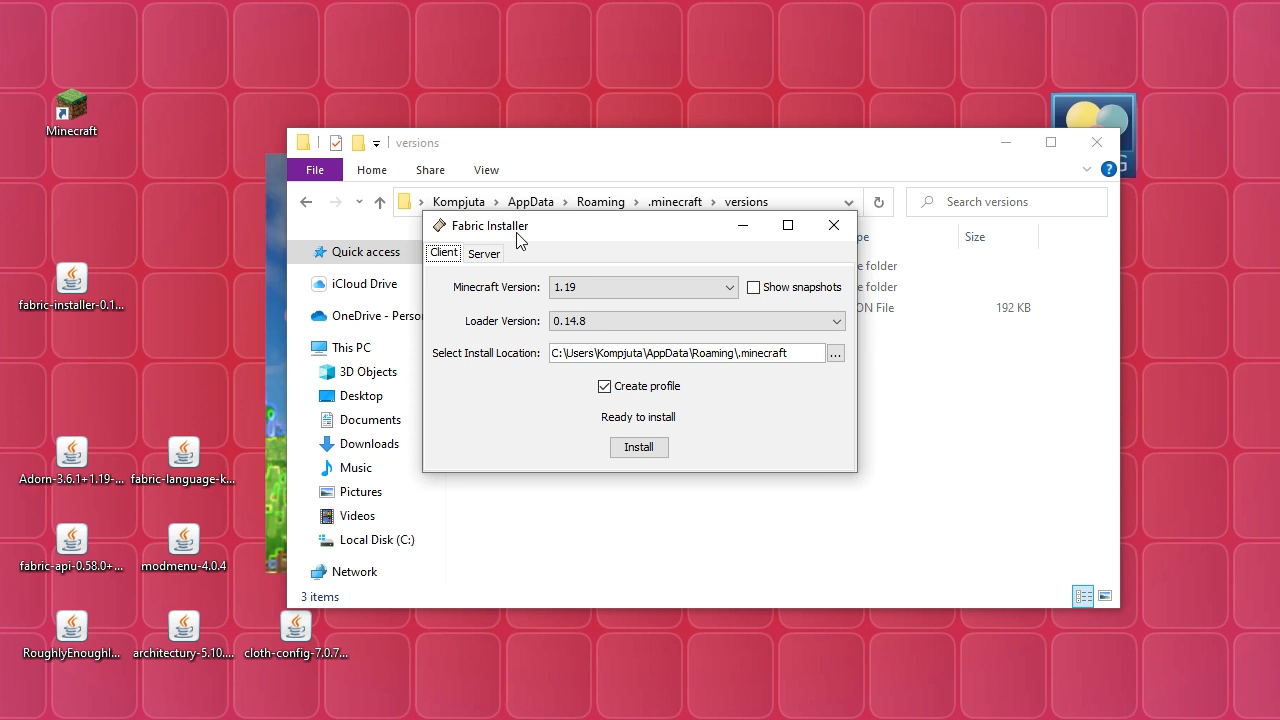 Minecraft
fabric-installer-0.1...
Adorn-3.6.1+1.19-...
fabric-language-k...
fabric-api-0.58.0+...
modmenu-4.0.4
RoughlyEnoughI...
architectury-5.10....
cloth-config-7.0.7...
versions
File
Home
Share
View
Kompjuta > AppData > Roaming > .minecraft > versions
Search versions
Size
Quick access
iCloud Drive
OneDrive - Perso
This PC
3D Objects
Desktop
Documents
Downloads
Music
Pictures
Videos
Local Disk (C:)
Network
192 KB
3 items
Fabric Installer
Client
Server
Minecraft Version: 1.19
Show snapshots
Loader Version: 0.14.8
Select Install Location: C:\Users\Kompjuta\AppData\Roaming\.minecraft
...
Create profile
Ready to install
Install